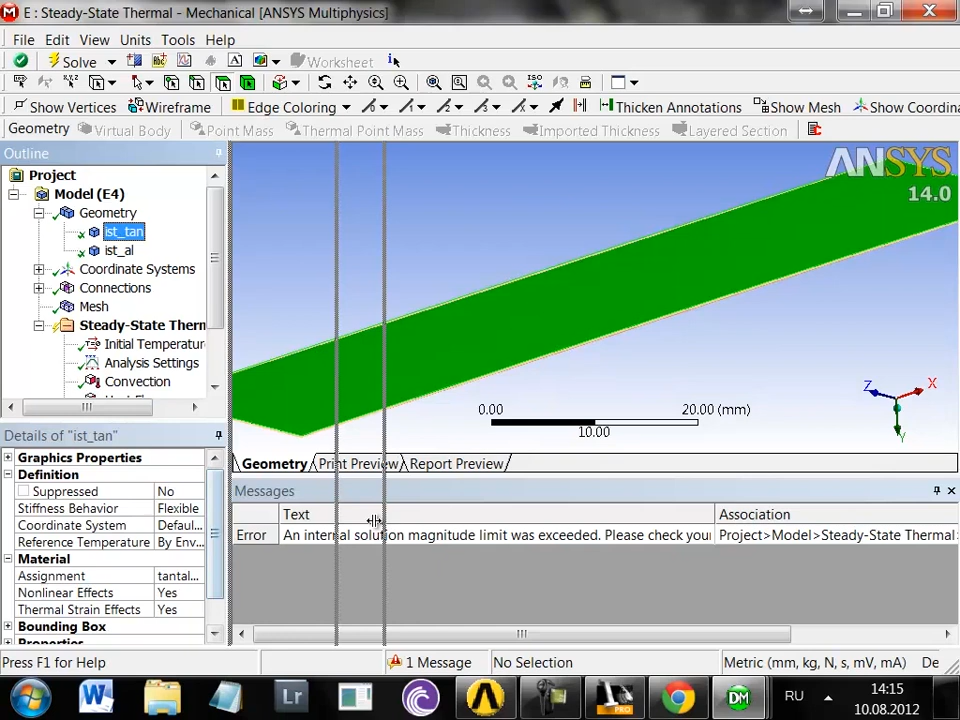 E : Steady-State Thermal - Mechanical [ANSYS Multiphysics]
File Edit View Units Tools Help
Solve Worksheet
Show Vertices Wireframe Edge Coloring Thicken Annotations Show Mesh Show Coordina
Geometry Virtual Body Point Mass Thermal Point Mass Thickness Imported Thickness Layered Section
Outline
Project
Model (E4)
Geometry
ist_tan
ist_al
Coordinate Systems
Connections
Mesh
Steady-State Therm
Initial Temperatur
Analysis Settings
Convection
ANSYS
14.0
0.00 20.00 (mm)
10.00
Z X
Y
Geometry Print Preview Report Preview
Details of "ist_tan"
Graphics Properties
Definition
Suppressed No
Stiffness Behavior Flexible
Coordinate System Defaul...
Reference Temperature By Env...
Material
Assignment tantal...
Nonlinear Effects Yes
Thermal Strain Effects Yes
Bounding Box
Properties
Messages
Text Association
Error An internal solution magnitude limit was exceeded. Please check your Project>Model>Steady-State Thermal>
Press F1 for Help 1 Message No Selection Metric (mm, kg, N, s, mV, mA) De
W Lr PRO DM RU 14:15
10.08.2012